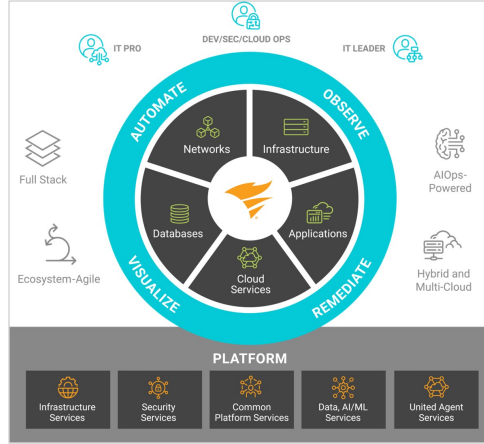 DEV/SEC/CLOUD OPS
IT PRO
IT LEADER
AUTOMATE
OBSERVE
Networks
Infrastructure
Full Stack
AIOps-
Powered
Databases
Applications
Cloud
Services
Ecosystem-Agile
Hybrid and
Multi-Cloud
VISUALIZE
REMEDIATE
PLATFORM
Infrastructure
Services
Security
Services
Common
Platform Services
Data, AI/ML
Services
United Agent
Services